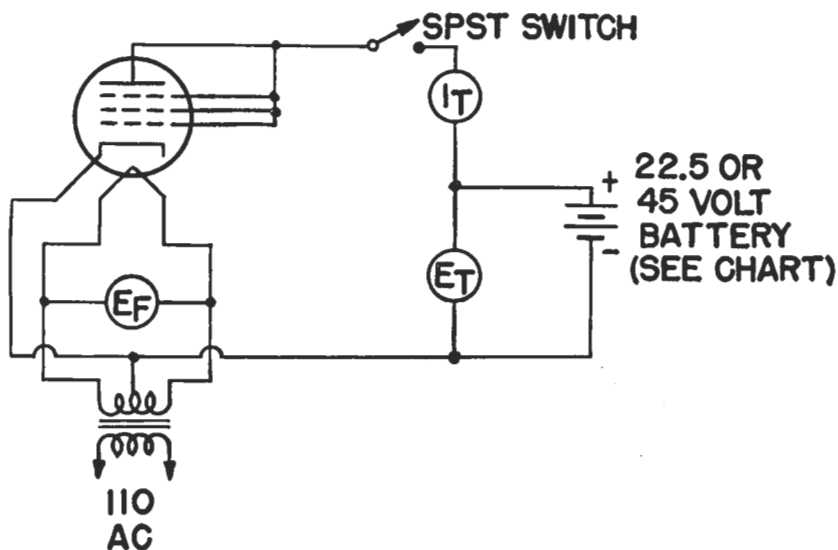 SPST SWITCH
IT
+ 22.5 OR
45 VOLT
BATTERY
- (SEE CHART)
ET
EF
110
AC